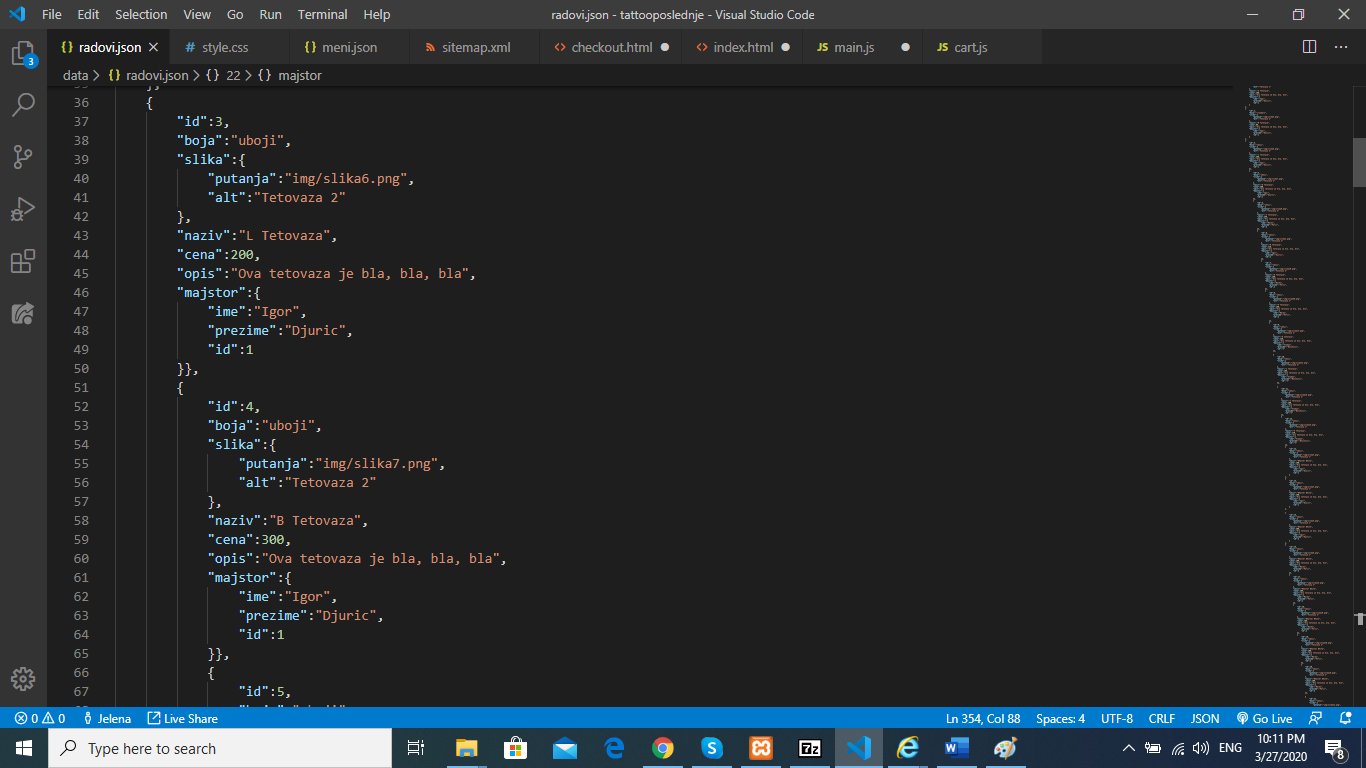 File Edit Selection View Go Run Terminal Help radovi.json - tattooposlednje - Visual Studio Code
{} radovi.json # style.css {} meni.json sitemap.xml <> checkout.html <> index.html JS main.js JS cart.js
data > {} radovi.json > {} 22 > {} majstor
3
36 {
37 "id":3,
38 "boja":"uboji",
39 "slika":{
40 "putanja":"img/slika6.png",
41 "alt":"Tetovaza 2"
42 },
43 "naziv":"L Tetovaza",
44 "cena":200,
45 "opis":"Ova tetovaza je bla, bla, bla",
46 "majstor":{
47 "ime":"Igor",
48 "prezime":"Djuric",
49 "id":1
50 }},
51 {
52 "id":4,
53 "boja":"uboji",
54 "slika":{
55 "putanja":"img/slika7.png",
56 "alt":"Tetovaza 2"
57 },
58 "naziv":"B Tetovaza",
59 "cena":300,
60 "opis":"Ova tetovaza je bla, bla, bla",
61 "majstor":{
62 "ime":"Igor",
63 "prezime":"Djuric",
64 "id":1
65 }},
66 {
67 "id":5,
0 0 Jelena Live Share Ln 354, Col 88 Spaces: 4 UTF-8 CRLF JSON Go Live
Type here to search 7z ENG 10:11 PM
3/27/2020 8